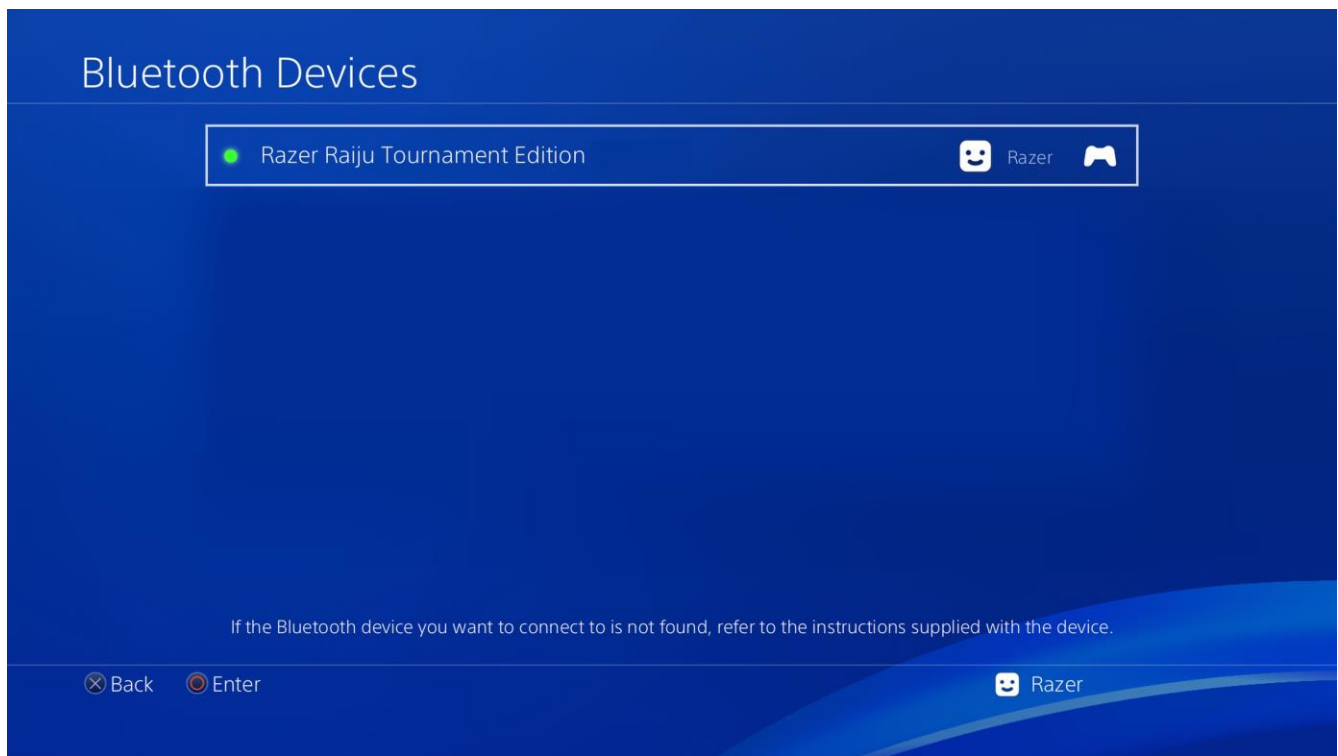 Bluetooth Devices
Razer Raiju Tournament Edition Razer
If the Bluetooth device you want to connect to is not found, refer to the instructions supplied with the device.
Back Enter Razer